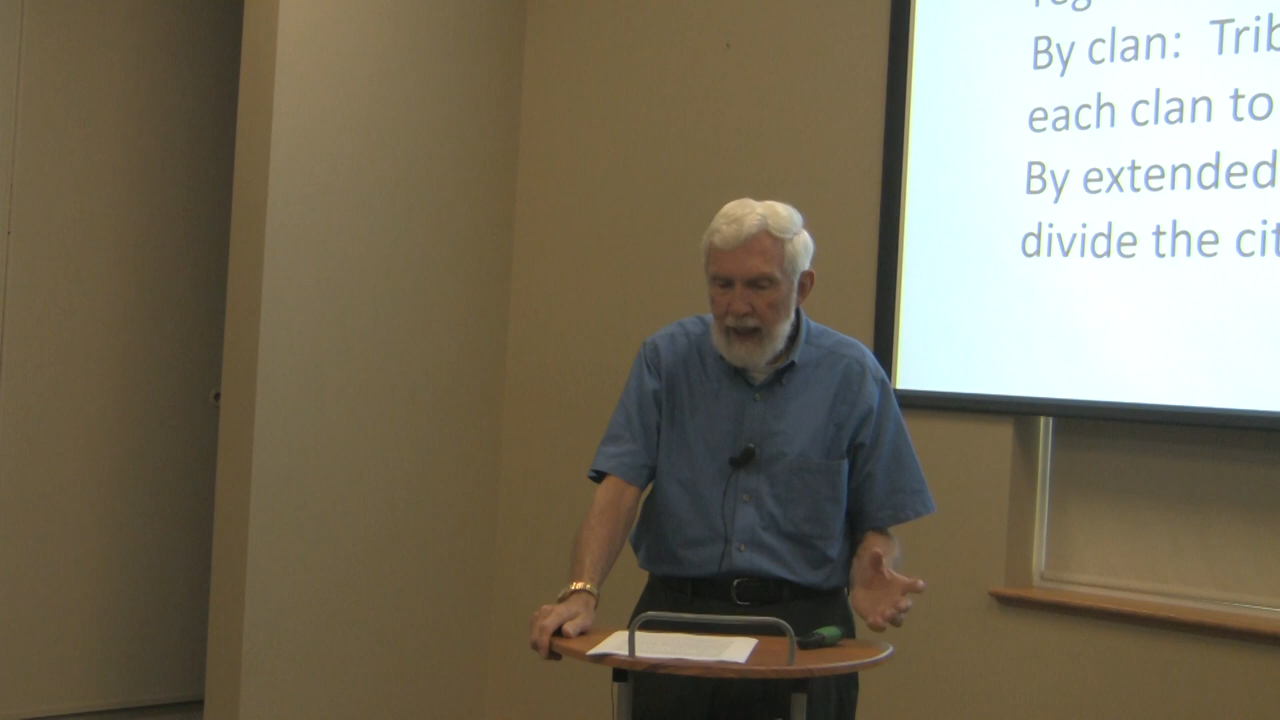 By clan: Trib
each clan to
By extended
divide the cit